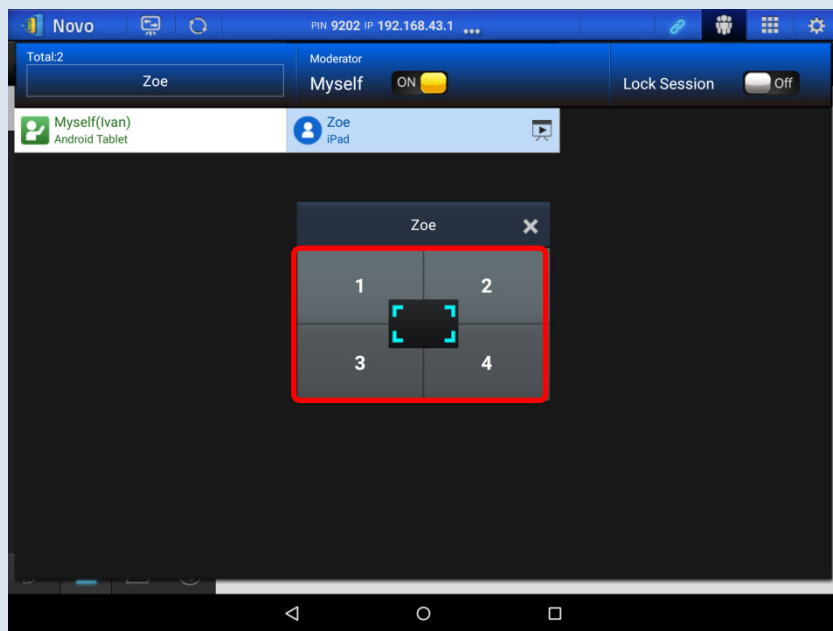 Novo
PIN 9202 IP 192.168.43.1 ...
Total:2
Zoe
Moderator
Myself ON
Lock Session Off
Myself(Ivan)
Android Tablet
Zoe
iPad
Zoe
1 2
3 4